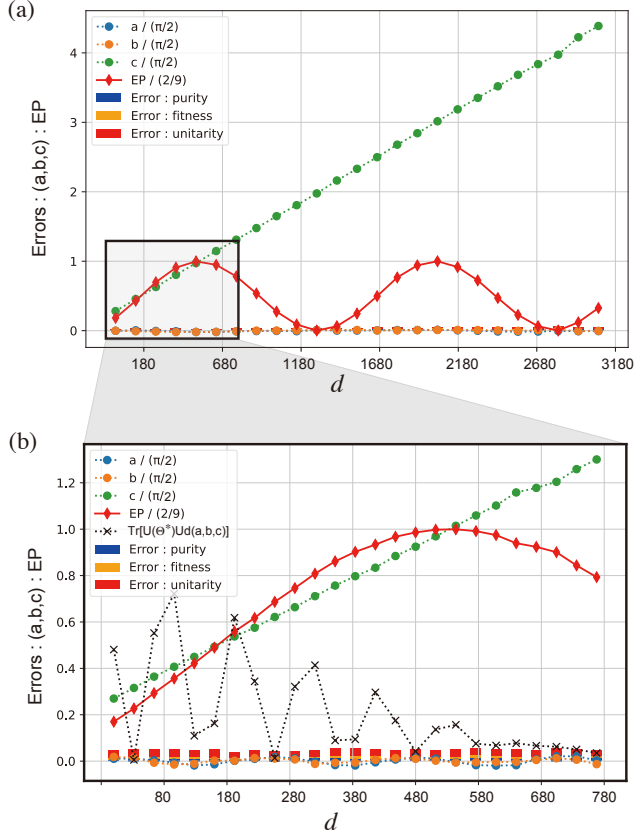 (a)
a / (π/2)
b / (π/2)
c / (π/2)
EP / (2/9)
Error : purity
Error : fitness
Error : unitarity
Errors : (a,b,c) : EP
4
3
2
1
0
180
680
1180
1680
2180
2680
3180
d
(b)
a / (π/2)
b / (π/2)
c / (π/2)
EP / (2/9)
Tr[U(Θ*)Ud(a,b,c)]
Error : purity
Error : fitness
Error : unitarity
Errors : (a,b,c) : EP
1.2
1.0
0.8
0.6
0.4
0.2
0.0
80
180
280
380
480
580
680
780
d